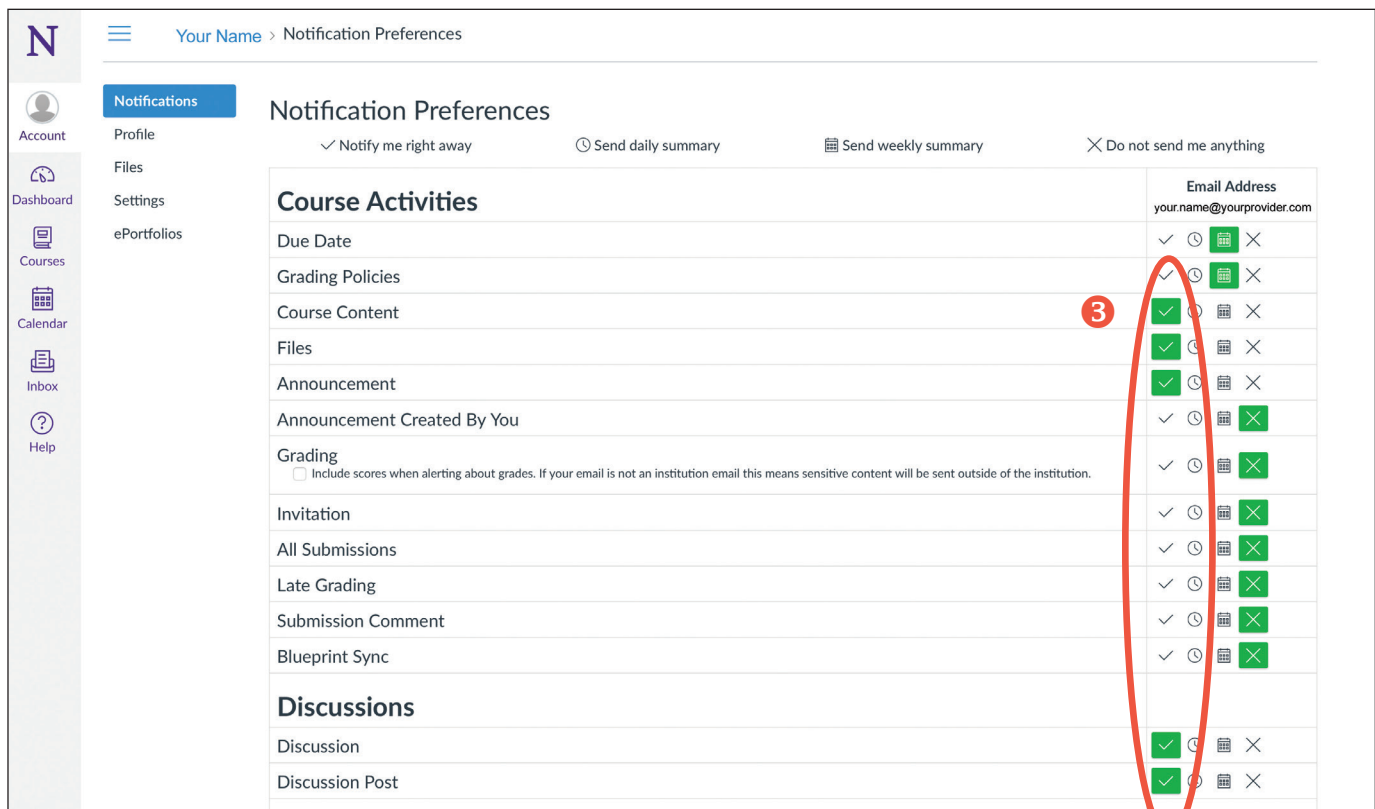 N
Your Name > Notification Preferences
Account
Dashboard
Courses
Calendar
Inbox
Help
Notifications
Profile
Files
Settings
ePortfolios
Notification Preferences
Notify me right away
Send daily summary
Send weekly summary
Do not send me anything
Course Activities
Email Address
your.name@yourprovider.com
Due Date
Grading Policies
Course Content
3
Files
Announcement
Announcement Created By You
Grading
Include scores when alerting about grades. If your email is not an institution email this means sensitive content will be sent outside of the institution.
Invitation
All Submissions
Late Grading
Submission Comment
Blueprint Sync
Discussions
Discussion
Discussion Post